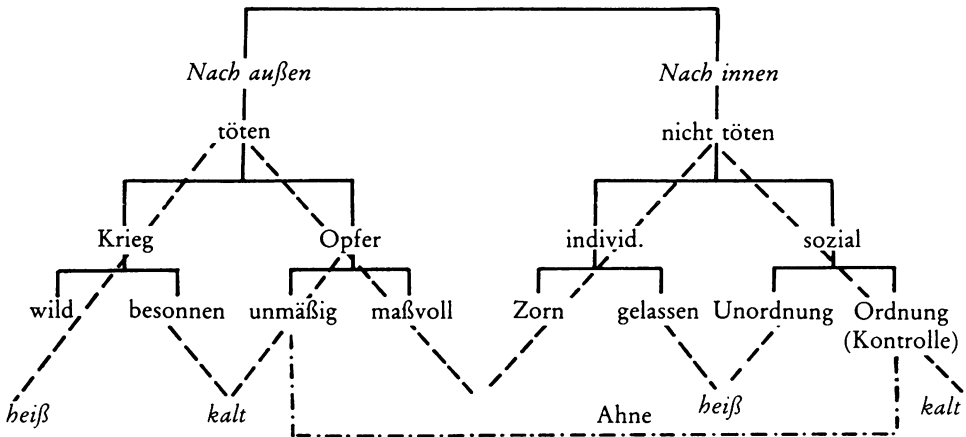 Nach außen Nach innen
töten nicht töten
Krieg Opfer individ. sozial
wild besonnen unmäßig maßvoll Zorn gelassen Unordnung Ordnung
(Kontrolle)
heiß kalt Ahne heiß kalt